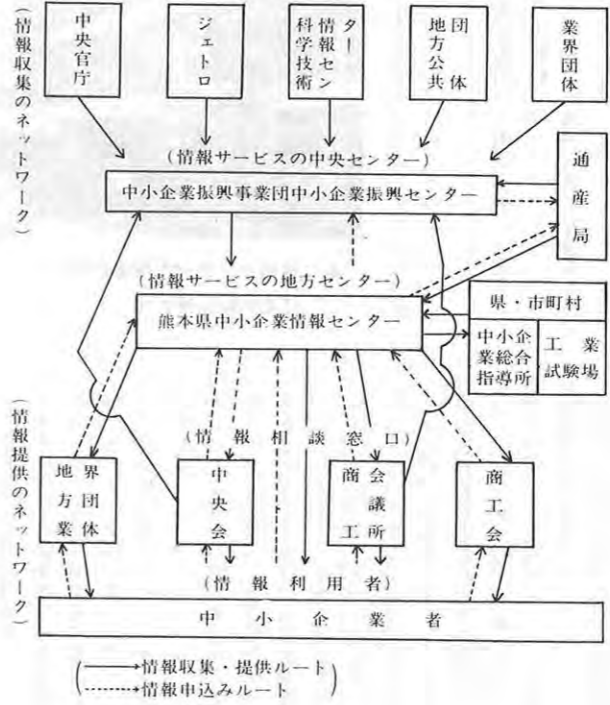 (情報収集のネットワーク)
中央官庁
ジェトロ
科学技術
情報セン
ター
地方公共
団体
業界団体
(情報サービスの中央センター)
中小企業振興事業団中小企業振興センター
通産局
(情報サービスの地方センター)
熊本県中小企業情報センター
県・市町村
中小企
業総合
指導所
工業
試験場
(情報提供のネットワーク)
(情報相談窓口)
地方業
界団体
中央会
商工
会議所
商工会
(情報利用者)
中小企業者
情報収集・提供ルート
情報申込みルート